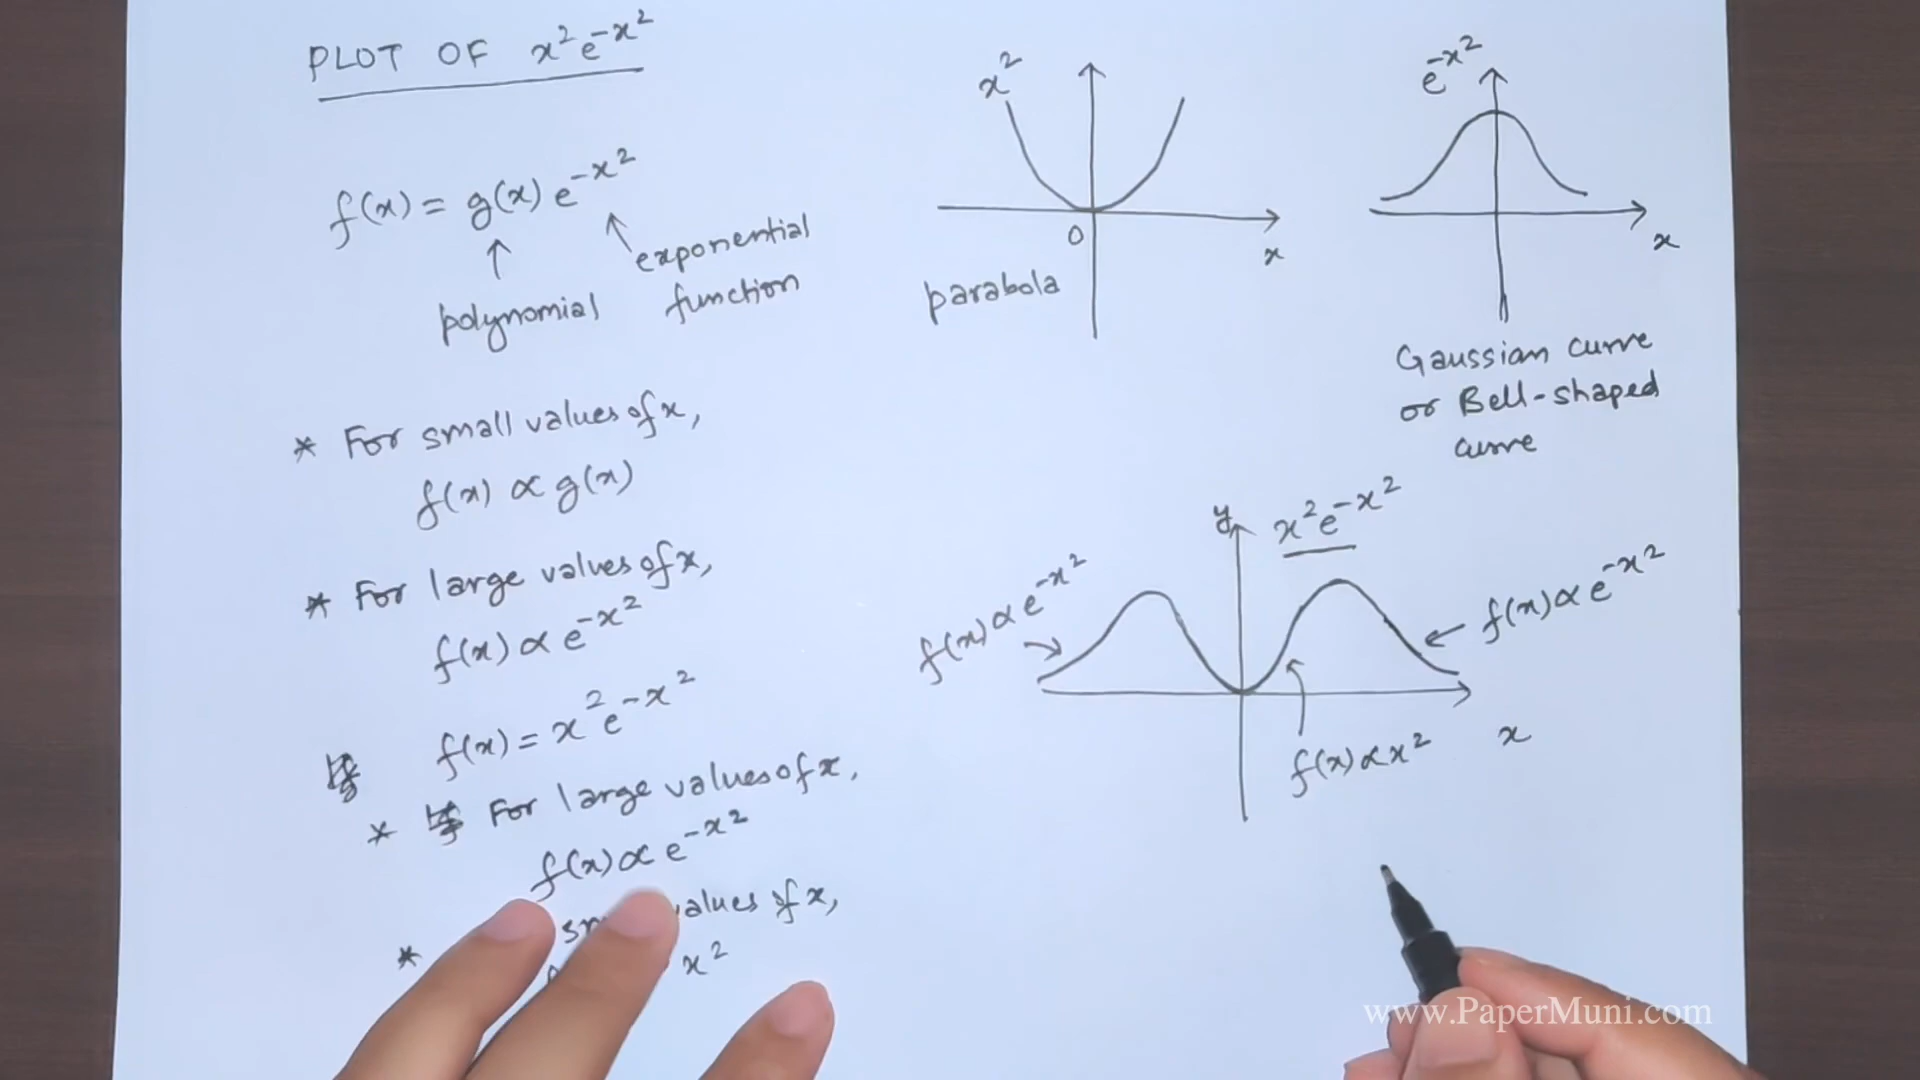 PLOT OF x²e^-x²
f(x) = g(x) e^-x²
↑ ↑
polynomial
exponential
function
* For small values of x,
f(x) ∝ g(x)
* For large values of x,
f(x) ∝ e^-x²
f(x) = x²e^-x²
* For large values of x,
f(x) ∝ e^-x²
* values of x,
x²
x²
0
x
parabola
e^-x²
x
Gaussian curve
or Bell-shaped
curve
y
x²e^-x²
f(x) ∝ e^-x²
f(x) ∝ e^-x²
f(x) ∝ x²
x
www.PaperMuni.com